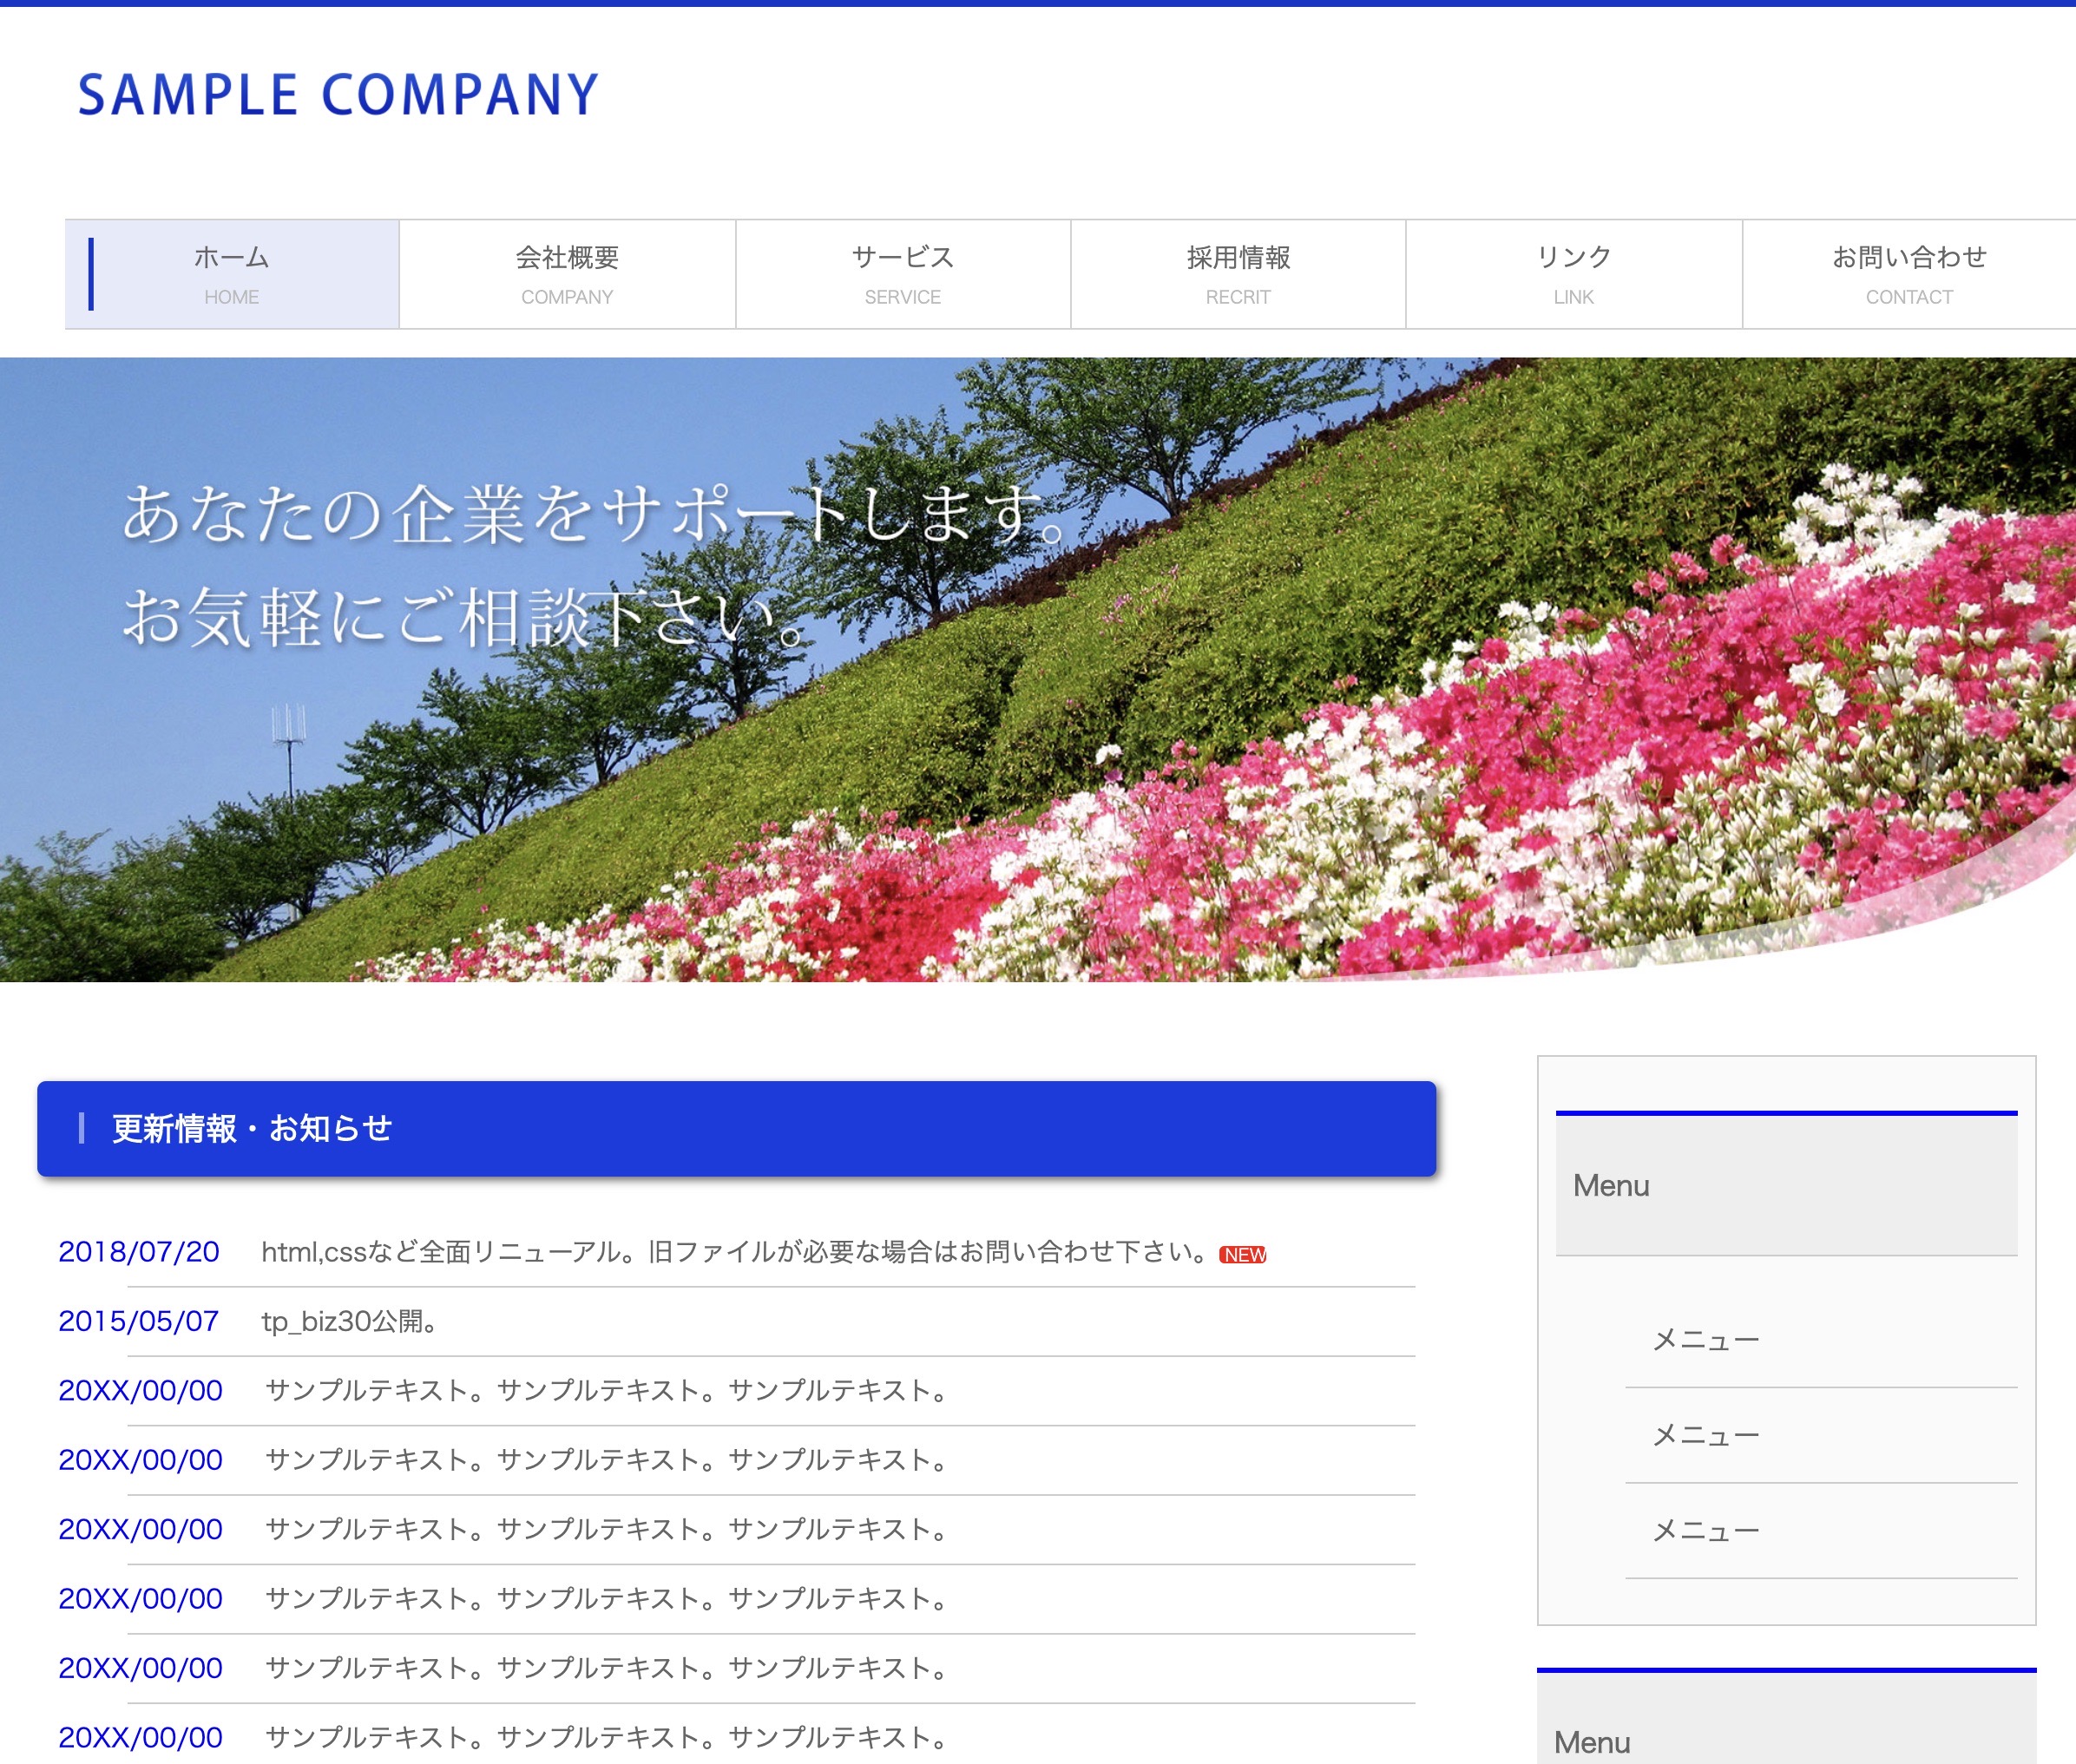 SAMPLE COMPANY
ホーム
HOME
会社概要
COMPANY
サービス
SERVICE
採用情報
RECRIT
リンク
LINK
お問い合わせ
CONTACT
あなたの企業をサポートします。
お気軽にご相談下さい。
更新情報・お知らせ
2018/07/20 html,cssなど全面リニューアル。旧ファイルが必要な場合はお問い合わせ下さい。NEW
2015/05/07 tp_biz30公開。
20XX/00/00 サンプルテキスト。サンプルテキスト。サンプルテキスト。
20XX/00/00 サンプルテキスト。サンプルテキスト。サンプルテキスト。
20XX/00/00 サンプルテキスト。サンプルテキスト。サンプルテキスト。
20XX/00/00 サンプルテキスト。サンプルテキスト。サンプルテキスト。
20XX/00/00 サンプルテキスト。サンプルテキスト。サンプルテキスト。
20XX/00/00 サンプルテキスト。サンプルテキスト。サンプルテキスト。
Menu
メニュー
メニュー
メニュー
Menu